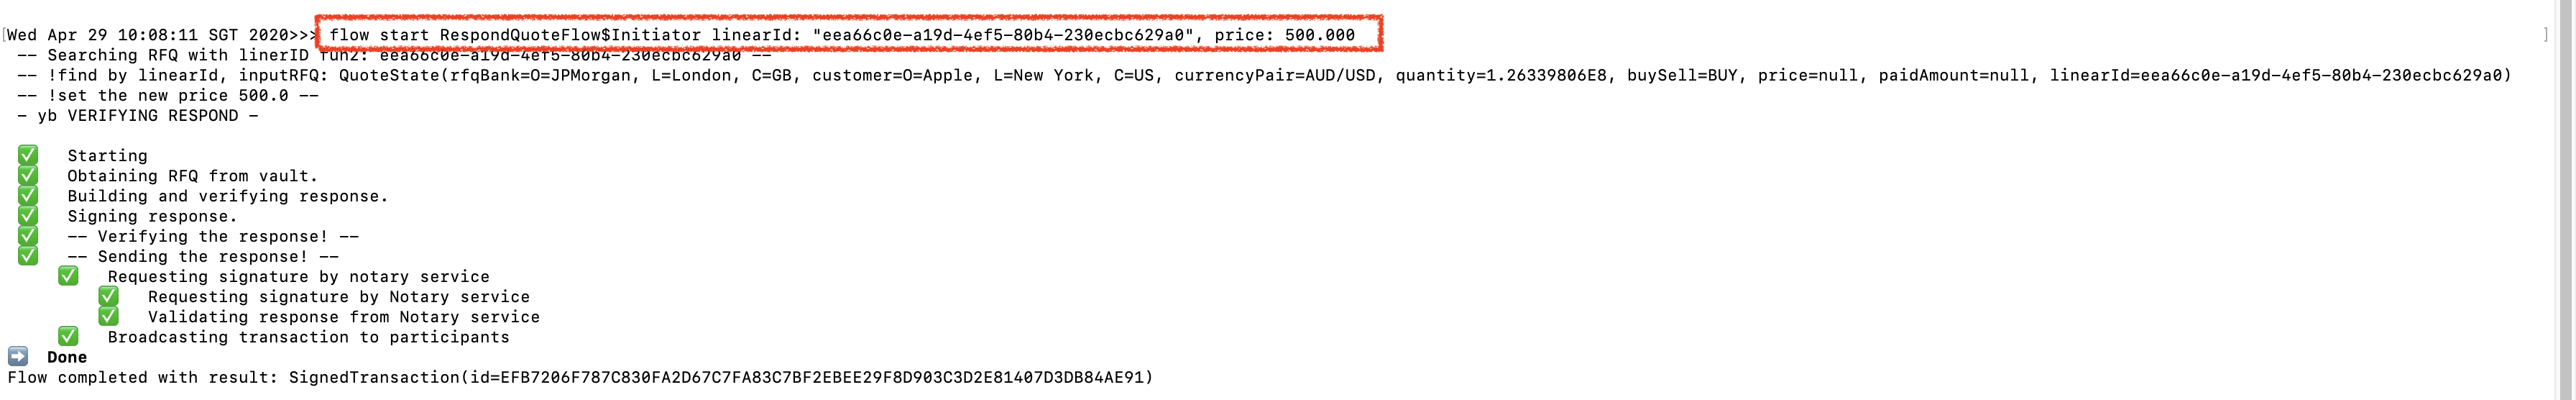 [Wed Apr 29 10:08:11 SGT 2020>>> flow start RespondQuoteFlow$Initiator linearId: "eea66c0e-a19d-4ef5-80b4-230ecbc629a0", price: 500.000 ]
-- Searching RFQ with linerID fun2: eea66c0e-a19d-4ef5-80b4-230ecbc629a0 --
-- !find by linearId, inputRFQ: QuoteState(rfqBank=O=JPMorgan, L=London, C=GB, customer=O=Apple, L=New York, C=US, currencyPair=AUD/USD, quantity=1.26339806E8, buySell=BUY, price=null, paidAmount=null, linearId=eea66c0e-a19d-4ef5-80b4-230ecbc629a0)
-- !set the new price 500.0 --
- yb VERIFYING RESPOND -
✅ Starting
✅ Obtaining RFQ from vault.
✅ Building and verifying response.
✅ Signing response.
✅ -- Verifying the response! --
✅ -- Sending the response! --
✅ Requesting signature by notary service
✅ Requesting signature by Notary service
✅ Validating response from Notary service
✅ Broadcasting transaction to participants
➡️ Done
Flow completed with result: SignedTransaction(id=EFB7206F787C830FA2D67C7FA83C7BF2EBEE29F8D903C3D2E81407D3DB84AE91)